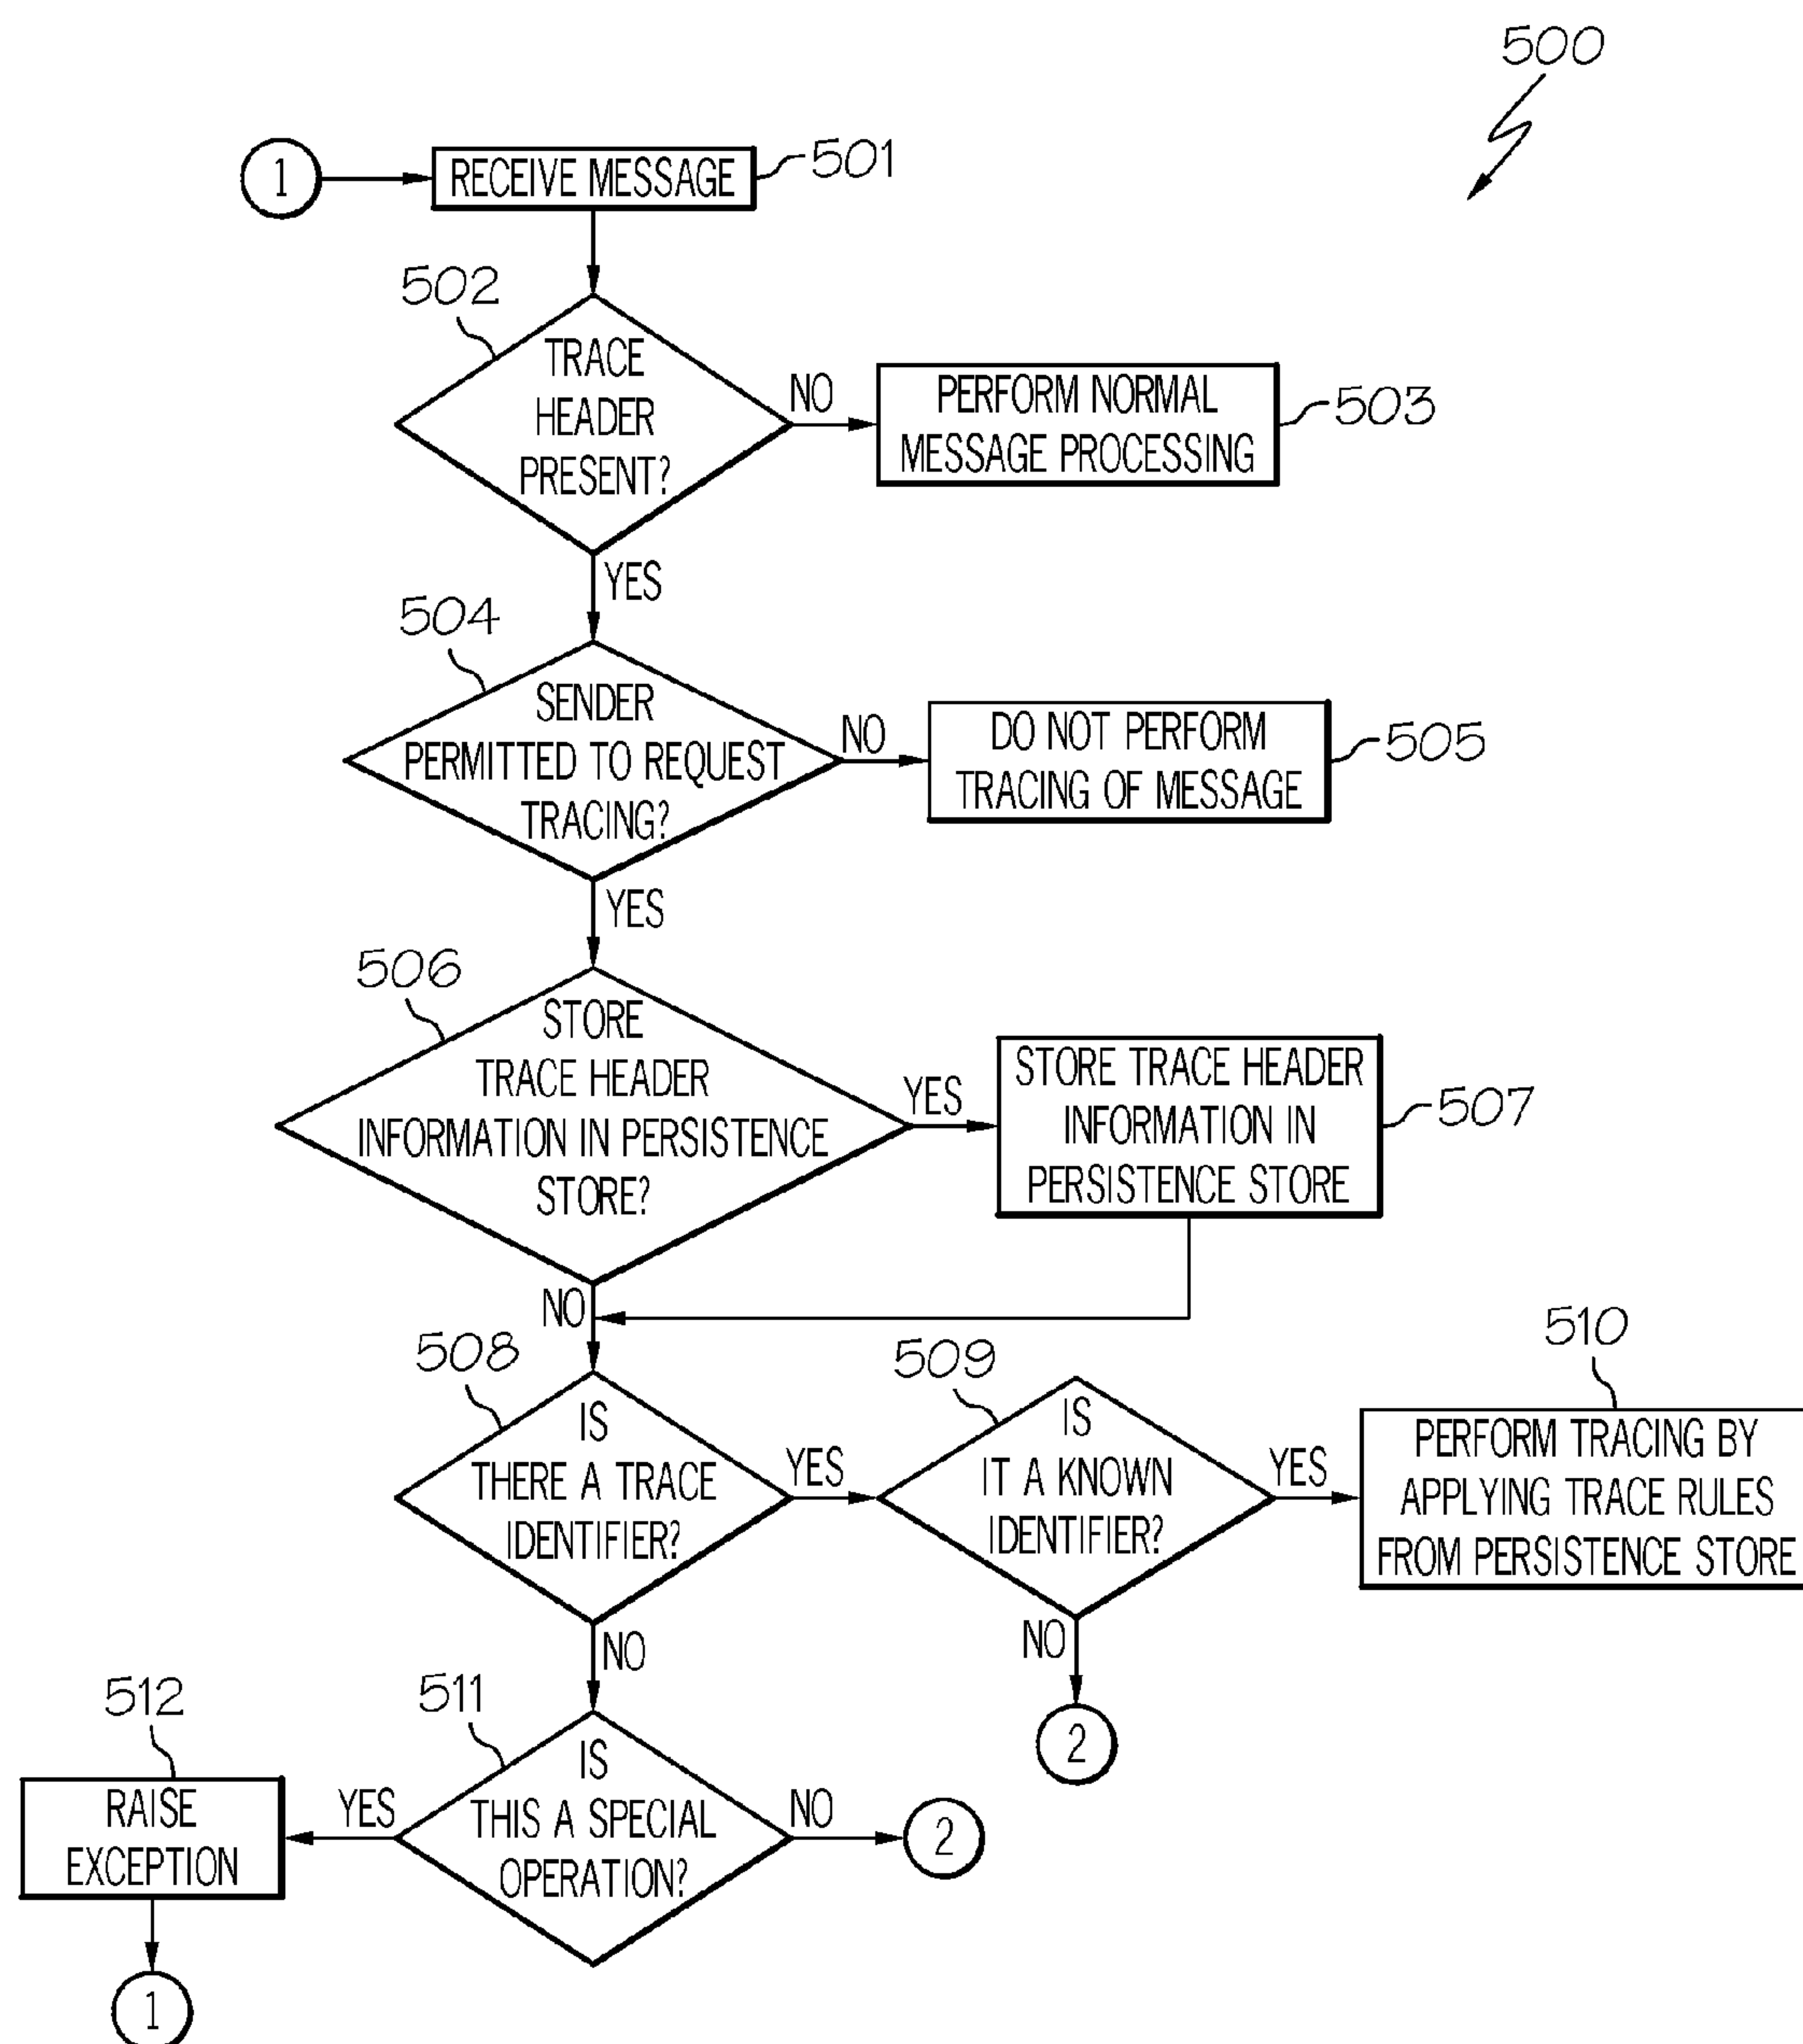 500
1
RECEIVE MESSAGE
501
502
TRACE
HEADER
PRESENT?
NO
PERFORM NORMAL
MESSAGE PROCESSING
503
YES
504
SENDER
PERMITTED TO REQUEST
TRACING?
NO
DO NOT PERFORM
TRACING OF MESSAGE
505
YES
506
STORE
TRACE HEADER
INFORMATION IN PERSISTENCE
STORE?
YES
STORE TRACE HEADER
INFORMATION IN
PERSISTENCE STORE
507
NO
508
IS
THERE A TRACE
IDENTIFIER?
YES
509
IS
IT A KNOWN
IDENTIFIER?
YES
510
PERFORM TRACING BY
APPLYING TRACE RULES
FROM PERSISTENCE STORE
NO
2
NO
511
IS
THIS A SPECIAL
OPERATION?
NO
2
YES
512
RAISE
EXCEPTION
1